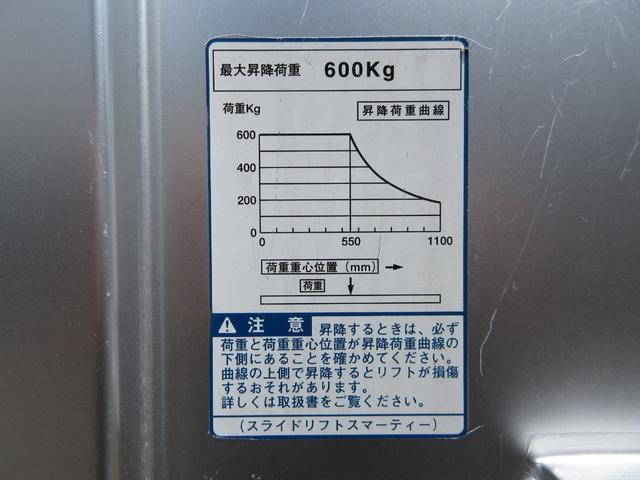 最大昇降荷重 600Kg
荷重Kg 昇降荷重曲線
600
400
200
0
0 550 1100
荷重重心位置(mm)
荷重
注意 昇降するときは、必ず
荷重と荷重重心位置が昇降荷重曲線の
下側にあることを確かめてください。
曲線の上側で昇降するとリフトが損傷
するおそれがあります。
詳しくは取扱書をご覧ください。
(スライドリフトスマーティー)